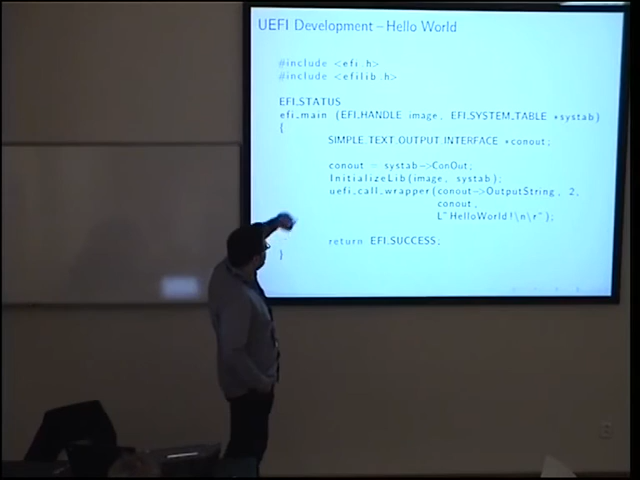 UEFI Development – Hello World
#include <efi.h>
#include <efilib.h>
EFI_STATUS
efi_main (EFI_HANDLE image, EFI_SYSTEM_TABLE *systab)
{
SIMPLE_TEXT_OUTPUT_INTERFACE *conout;
conout = systab->ConOut;
InitializeLib(image, systab);
uefi_call_wrapper(conout->OutputString, 2,
conout,
L"HelloWorld!\n\r");
return EFI_SUCCESS;
}